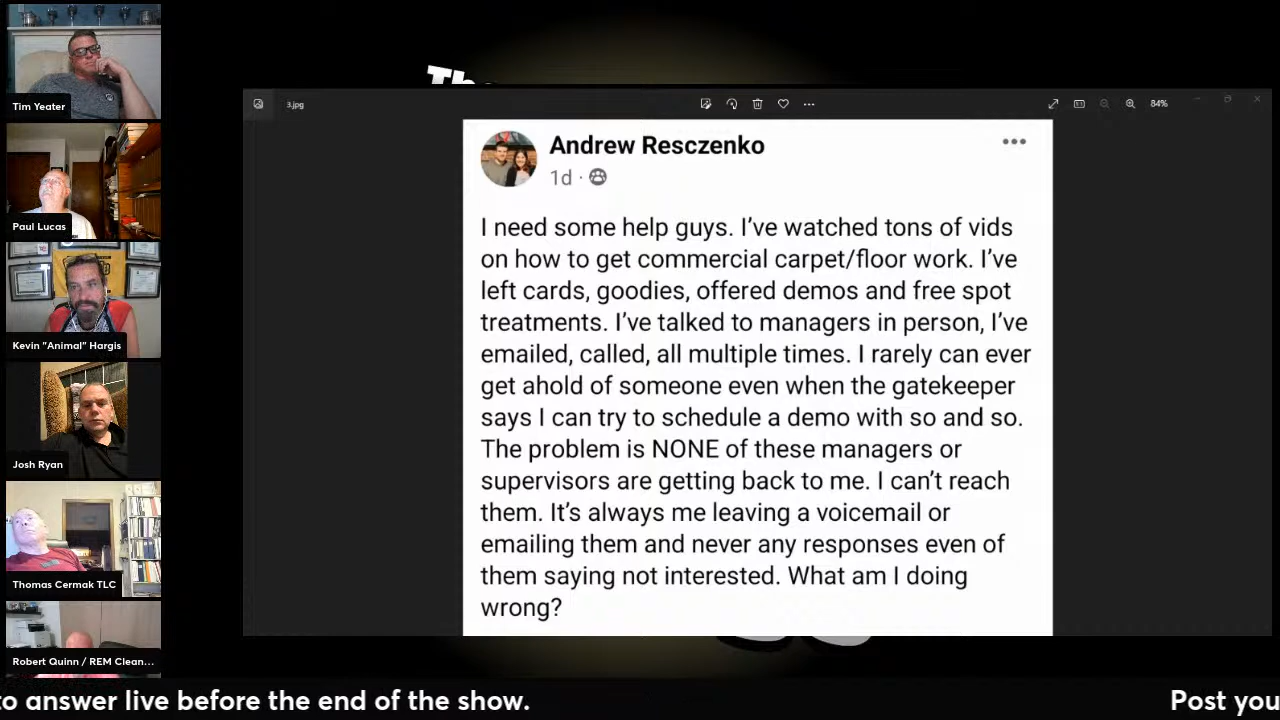 Tim Yeater
Paul Lucas
Kevin "Animal" Hargis
Josh Ryan
Thomas Cermak TLC
Robert Quinn / REM Clean...
3.jpg
84%
Andrew Resczenko
1d ·
I need some help guys. I've watched tons of vids
on how to get commercial carpet/floor work. I've
left cards, goodies, offered demos and free spot
treatments. I've talked to managers in person, I've
emailed, called, all multiple times. I rarely can ever
get ahold of someone even when the gatekeeper
says I can try to schedule a demo with so and so.
The problem is NONE of these managers or
supervisors are getting back to me. I can't reach
them. It's always me leaving a voicemail or
emailing them and never any responses even of
them saying not interested. What am I doing
wrong?
to answer live before the end of the show.
Post you